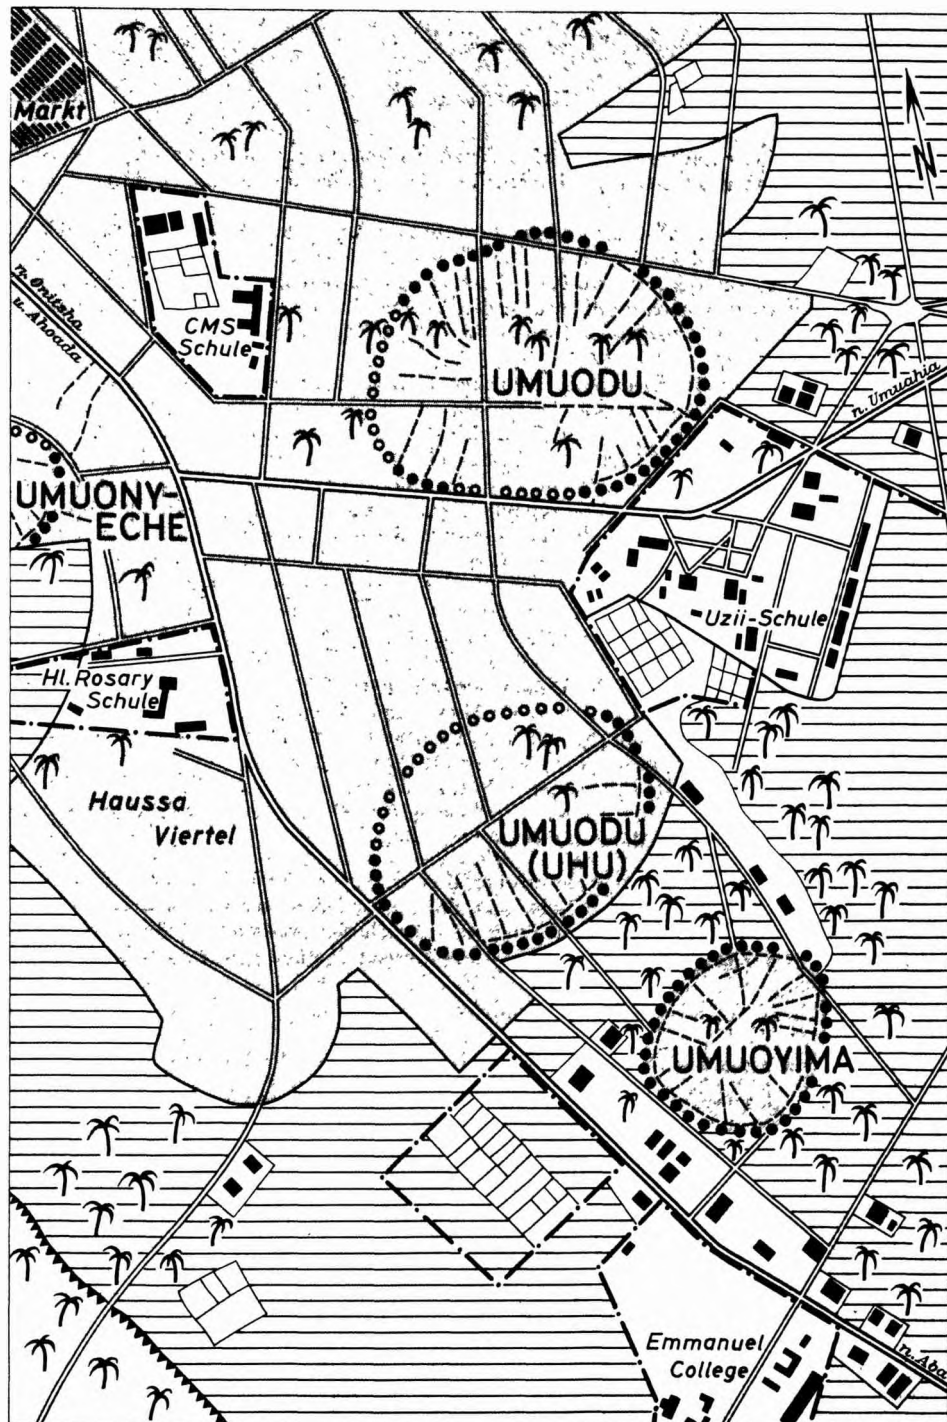 Markt
N
n. Onitsha
u. Ahoada
CMS
Schule
UMUODU
n. Umuahia
UMUONY-
ECHE
Uzii-Schule
Hl. Rosary
Schule
Haussa
Viertel
UMUODU
(UHU)
UMUOYIMA
Emmanuel
College
n. Aba